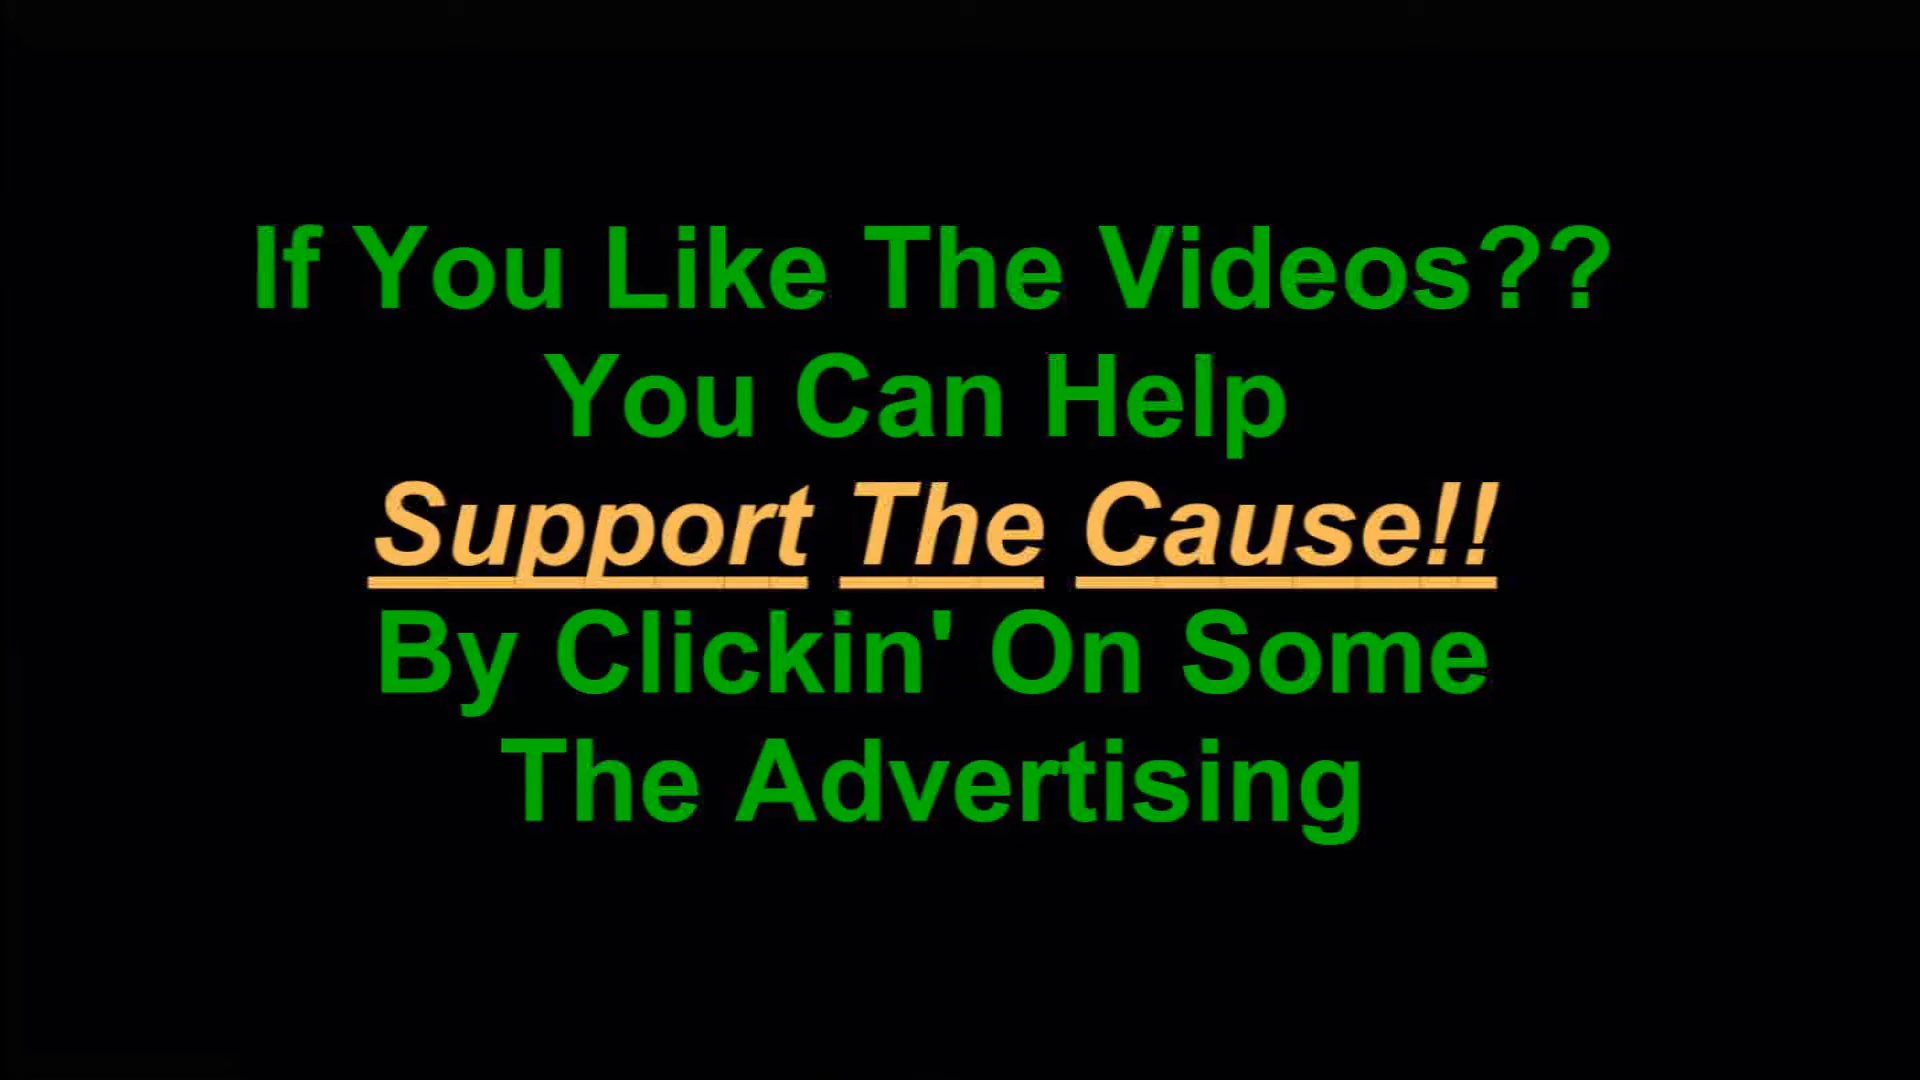 If You Like The Videos??
You Can Help
Support The Cause!!
By Clickin' On Some
The Advertising